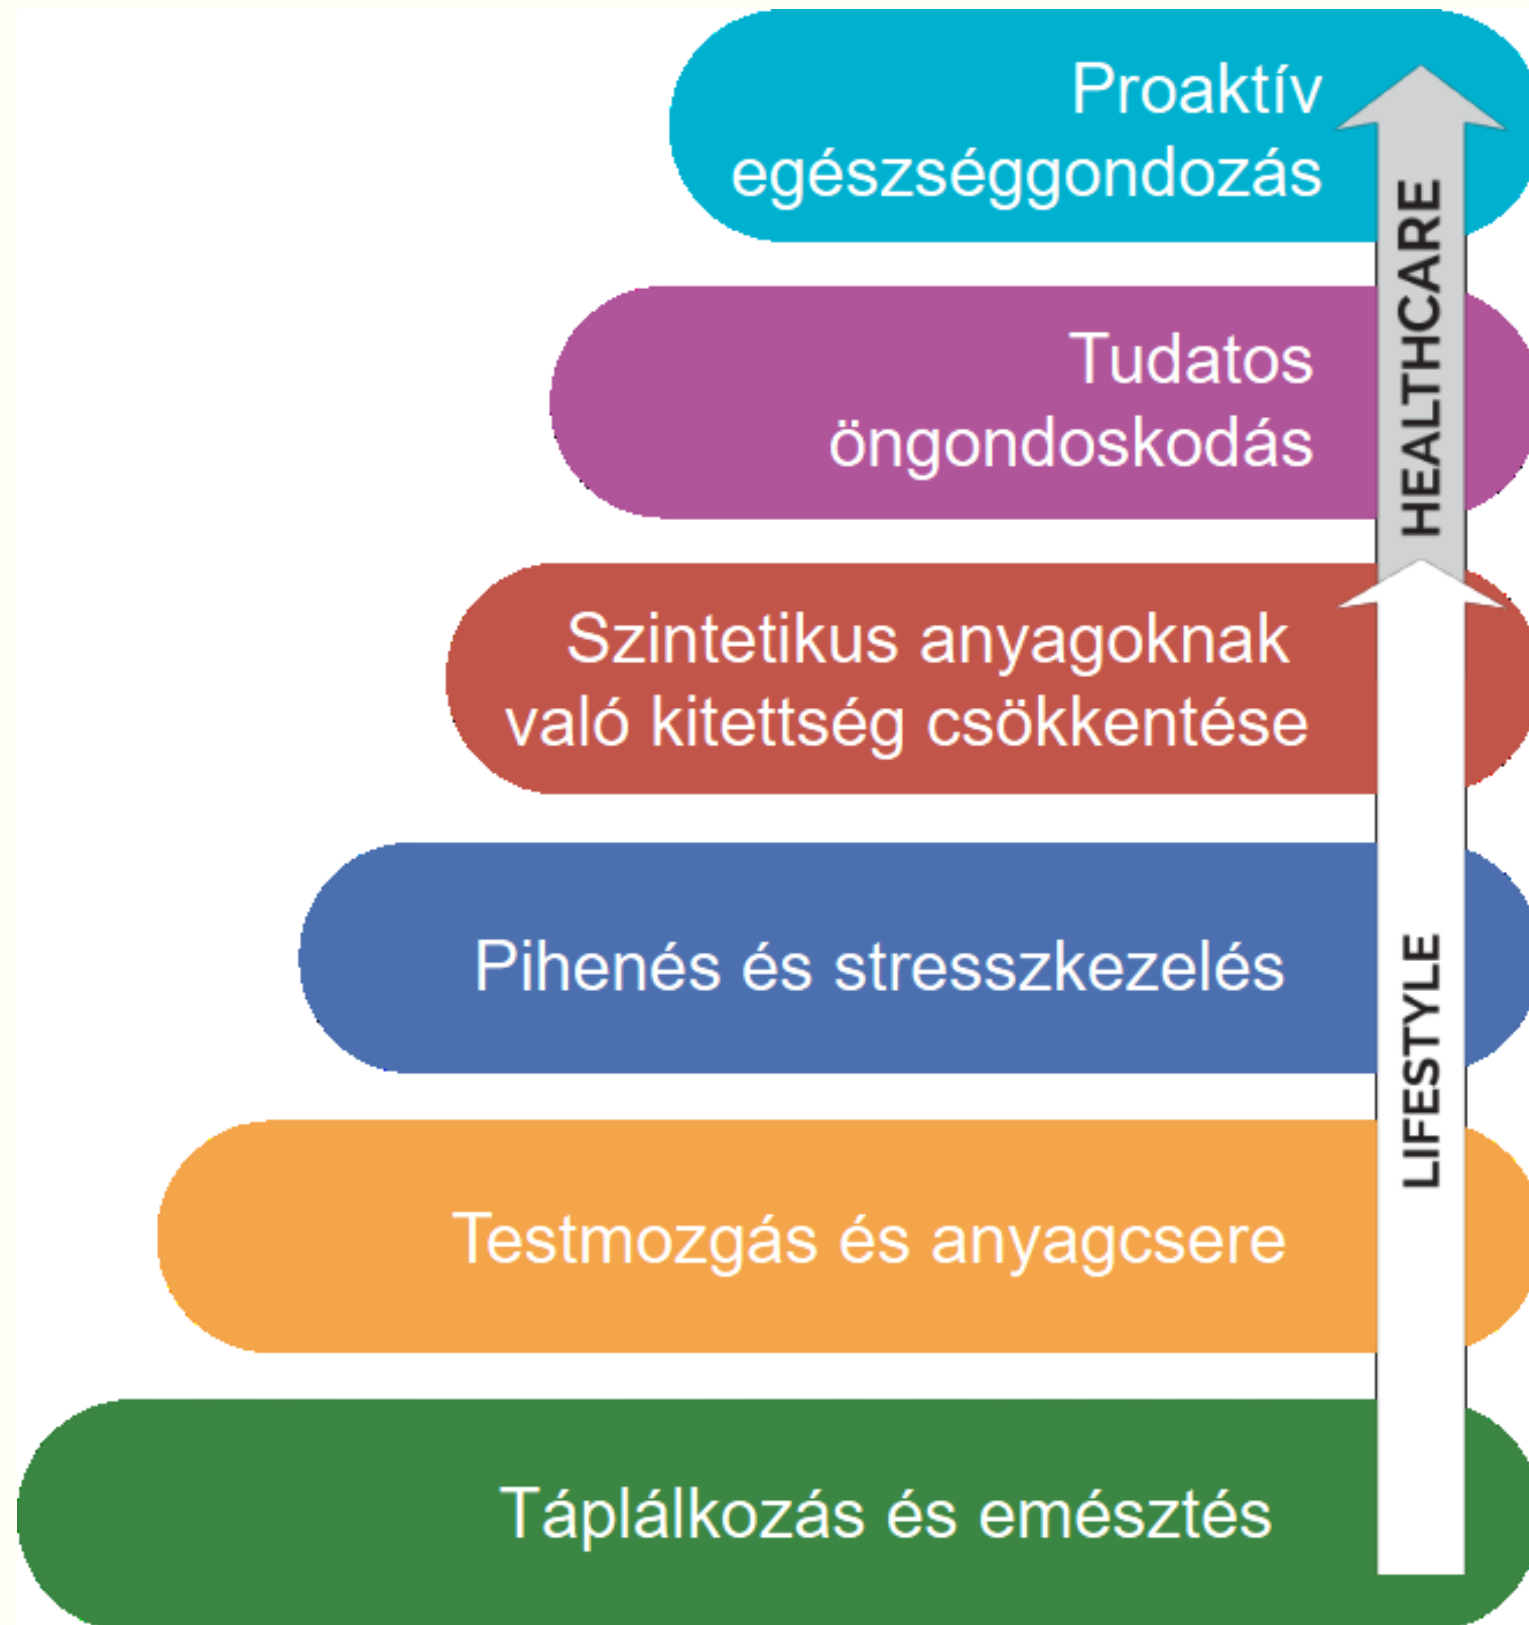 Proaktív
egészséggondozás
HEALTHCARE
Tudatos
öngondoskodás
Szintetikus anyagoknak
való kitettség csökkentése
Pihenés és stresszkezelés
LIFESTYLE
Testmozgás és anyagcsere
Táplálkozás és emésztés